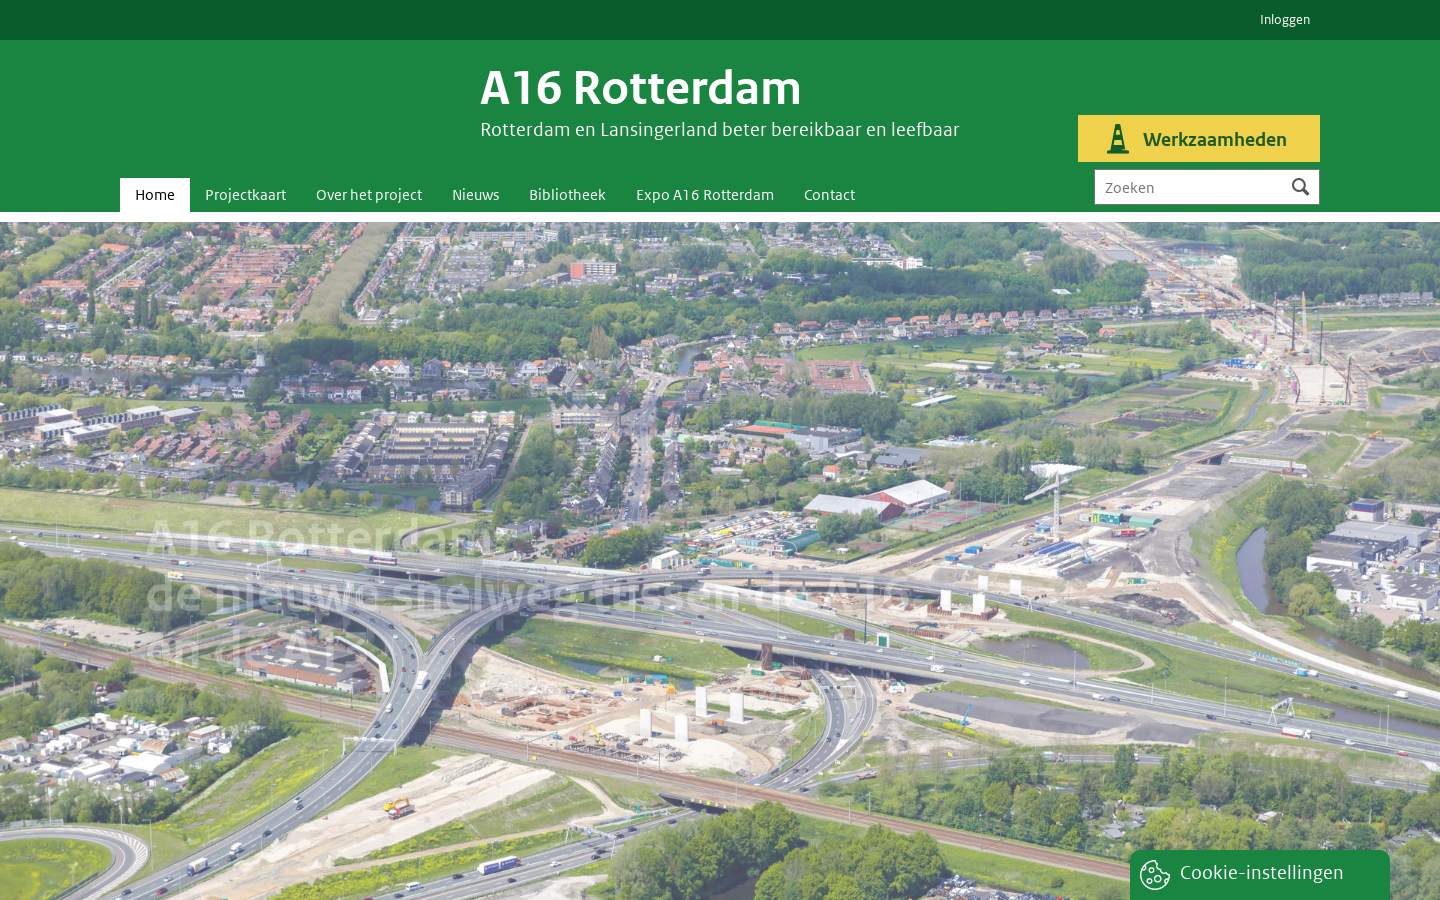 Inloggen
A16 Rotterdam
Rotterdam en Lansingerland beter bereikbaar en leefbaar
Werkzaamheden
Zoeken
Home
Projectkaart
Over het project
Nieuws
Bibliotheek
Expo A16 Rotterdam
Contact
A16 Rotterdam:
de nieuwe snelweg tussen de A16
en de A13
Cookie-instellingen